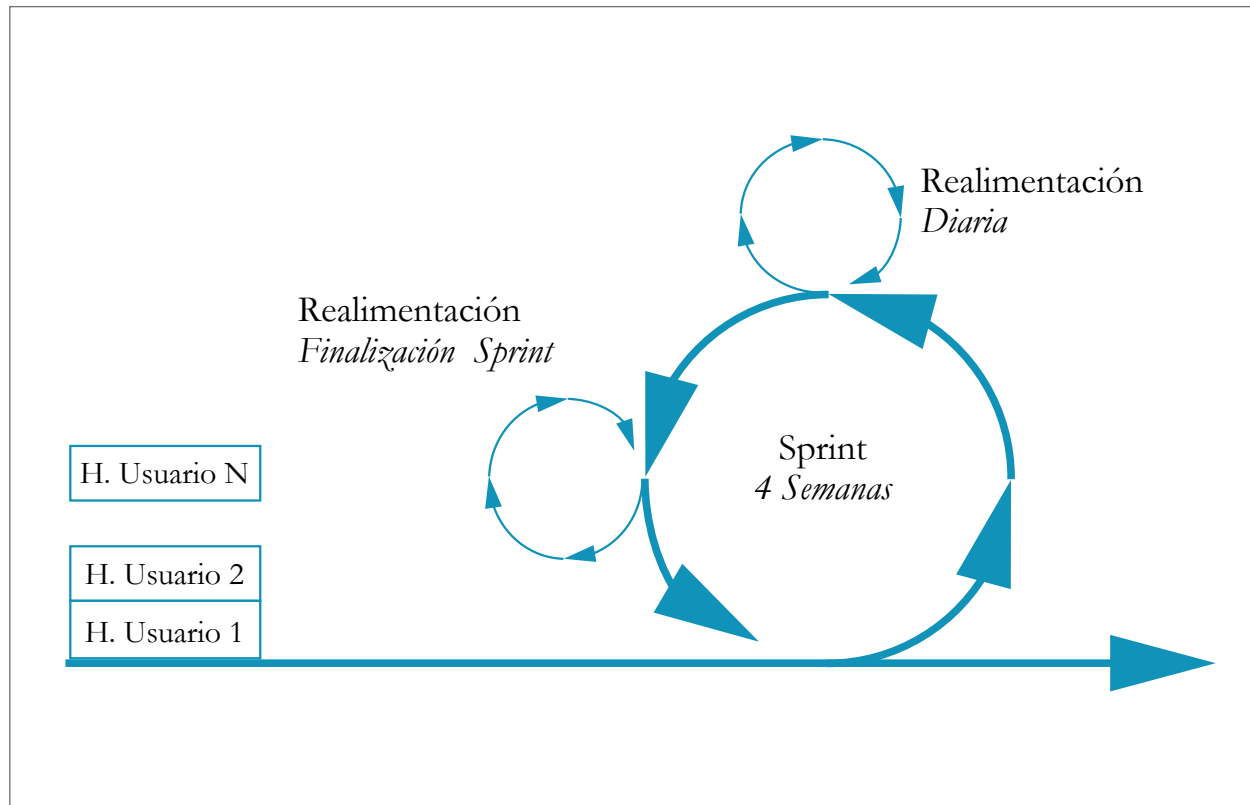 Realimentación
Diaria
Realimentación
Finalización Sprint
Sprint
4 Semanas
H. Usuario N
H. Usuario 2
H. Usuario 1